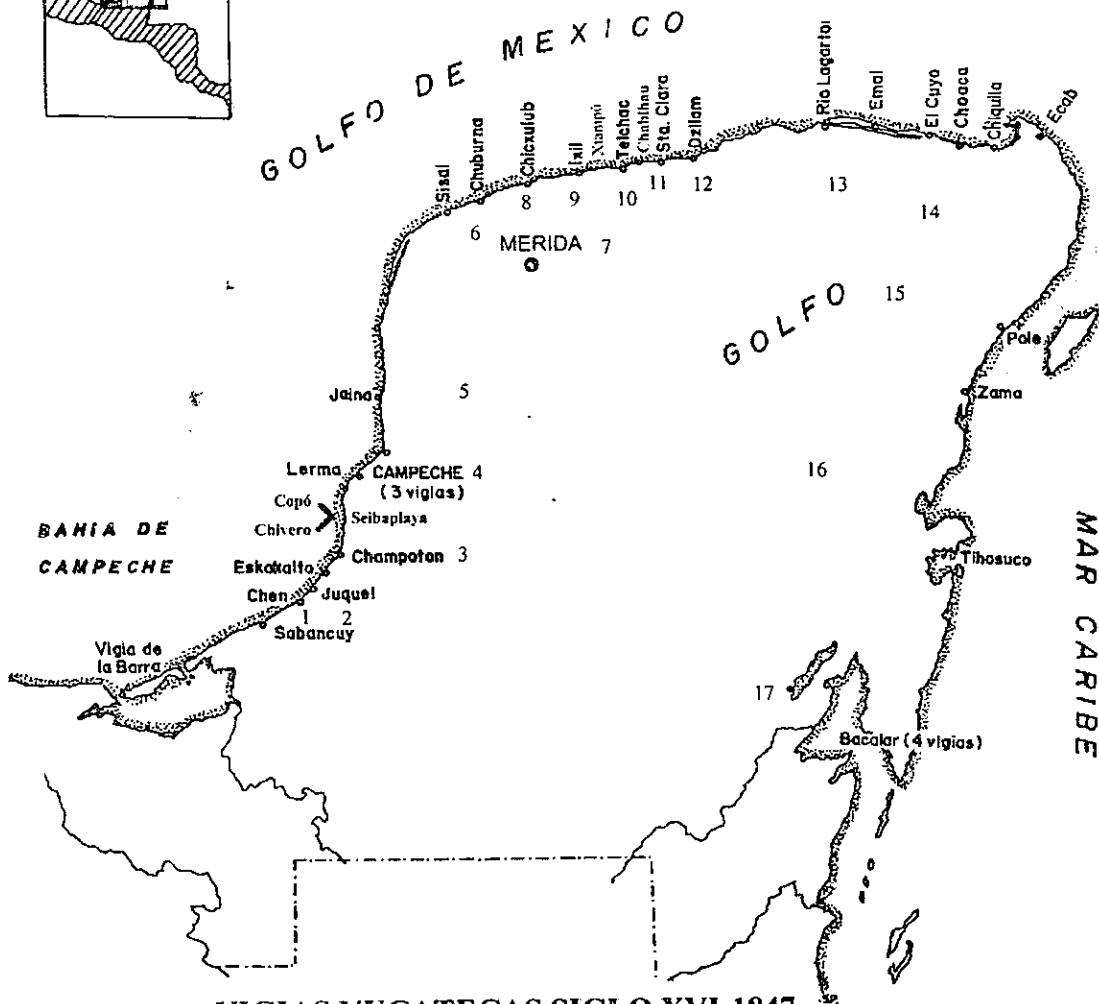 GOLFO DE MEXICO
Rio Lagartos
Emal
El Cuyo
Choaca
Chiquila
Ecab
Sisal
Chuburna
Chicxulub
Ixil
Xtampú
Telchac
Chabihau
Sta. Clara
Dzilam
6
8
9
10
11
12
13
14
MERIDA 7
GOLFO
15
Pole
Jaina
5
Zama
Lerma
CAMPECHE 4
(3 vigias)
16
Copó
Chivero
Seibaplaya
BAHIA DE
CAMPECHE
Champoton 3
MAR CARIBE
Tihosuco
Chen
Juquel
1
2
Sabancuy
Vigia de
la Barra
17
Bacalar (4 vigias)
VIGIAS YUCATECAS SIGLO XVI-1847